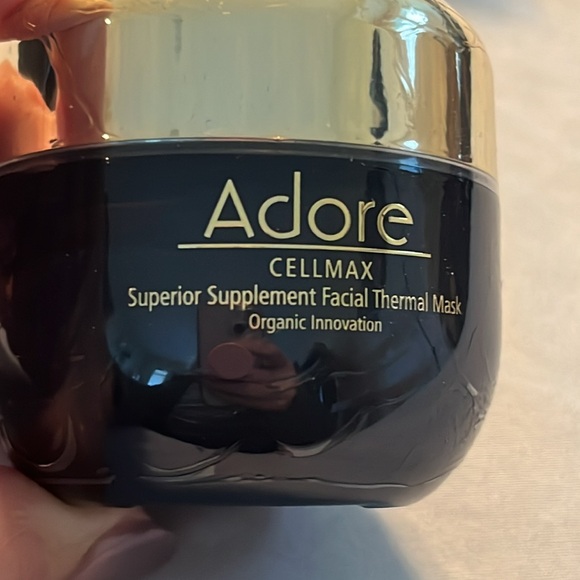 Adore
CELLMAX
Superior Supplement Facial Thermal Mask
Organic Innovation